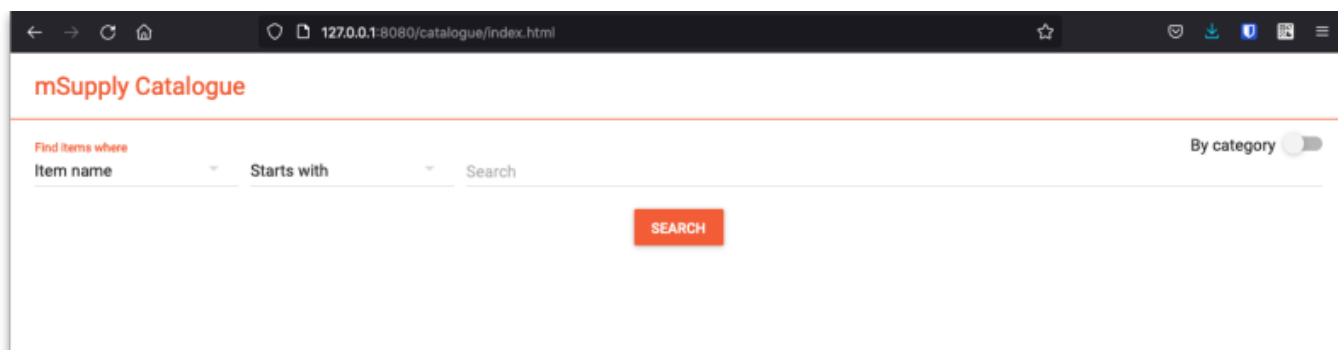 127.0.0.1:8080/catalogue/index.html
mSupply Catalogue
Find items where
By category
Item name
Starts with
Search
SEARCH